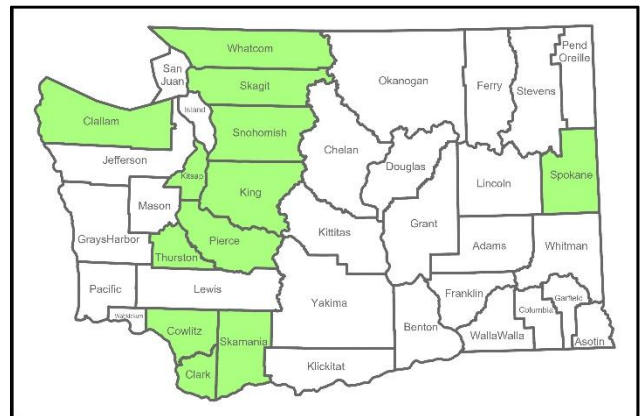 Whatcom
Pend
Oreille
San
Juan
Skagit
Okanogan
Ferry
Stevens
Island
Clallam
Snohomish
Chelan
Jefferson
Kitsap
Douglas
Lincoln
Spokane
King
Mason
Grant
GraysHarbor
Kittitas
Pierce
Adams
Whitman
Thurston
Pacific
Lewis
Franklin
Garfield
Yakima
Columbia
Wahkiakum
Cowlitz
Benton
WallaWalla
Asotin
Skamania
Klickitat
Clark